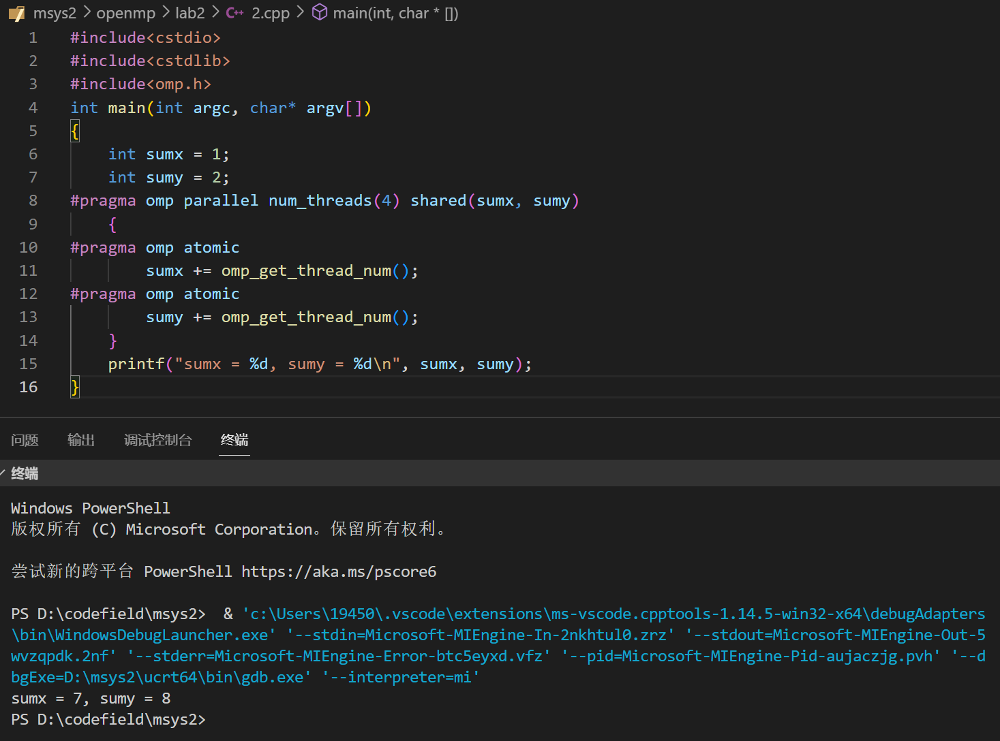 msys2 > openmp > lab2 > C++ 2.cpp > main(int, char * [])
1 #include<cstdio>
2 #include<cstdlib>
3 #include<omp.h>
4 int main(int argc, char* argv[])
5 {
6 int sumx = 1;
7 int sumy = 2;
8 #pragma omp parallel num_threads(4) shared(sumx, sumy)
9 {
10 #pragma omp atomic
11 sumx += omp_get_thread_num();
12 #pragma omp atomic
13 sumy += omp_get_thread_num();
14 }
15 printf("sumx = %d, sumy = %d\n", sumx, sumy);
16 }
问题 输出 调试控制台 终端
终端
Windows PowerShell
版权所有 (C) Microsoft Corporation。保留所有权利。
尝试新的跨平台 PowerShell https://aka.ms/pscore6
PS D:\codefield\msys2>  & 'c:\Users\19450\.vscode\extensions\ms-vscode.cpptools-1.14.5-win32-x64\debugAdapters
\bin\WindowsDebugLauncher.exe' '--stdin=Microsoft-MIEngine-In-2nkhtul0.zrz' '--stdout=Microsoft-MIEngine-Out-5
wvzqpdk.2nf' '--stderr=Microsoft-MIEngine-Error-btc5eyxd.vfz' '--pid=Microsoft-MIEngine-Pid-aujaczjg.pvh' '--d
bgExe=D:\msys2\ucrt64\bin\gdb.exe' '--interpreter=mi'
sumx = 7, sumy = 8
PS D:\codefield\msys2>